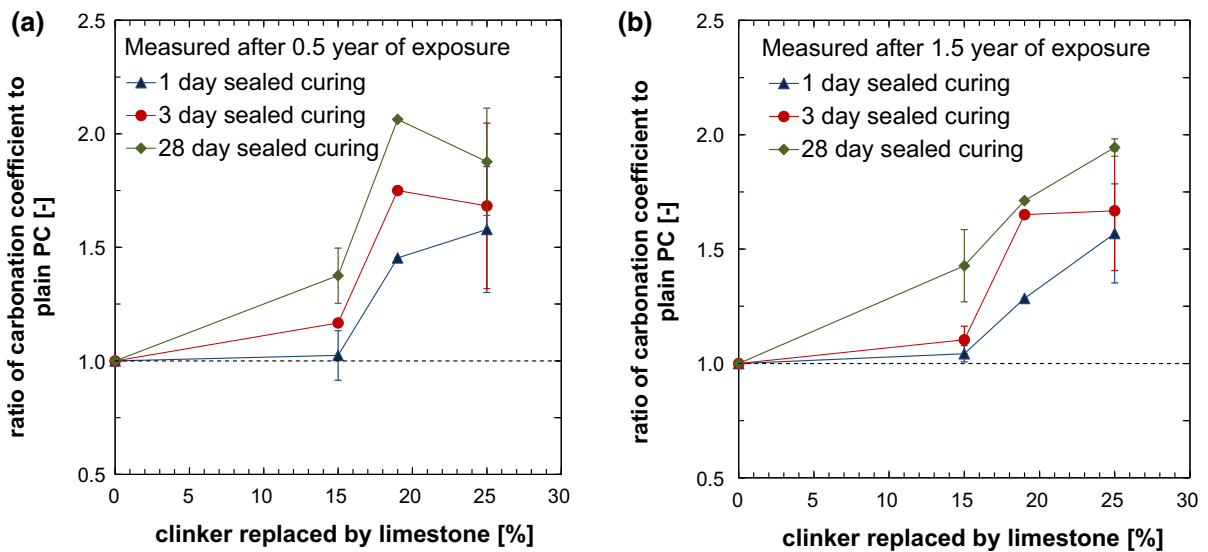 (a)
Measured after 0.5 year of exposure
1 day sealed curing
3 day sealed curing
28 day sealed curing
2.5
2.0
1.5
1.0
0.5
0 5 10 15 20 25 30
ratio of carbonation coefficient to
plain PC [-]
clinker replaced by limestone [%]
(b)
Measured after 1.5 year of exposure
1 day sealed curing
3 day sealed curing
28 day sealed curing
2.5
2.0
1.5
1.0
0.5
0 5 10 15 20 25 30
ratio of carbonation coefficient to
plain PC [-]
clinker replaced by limestone [%]